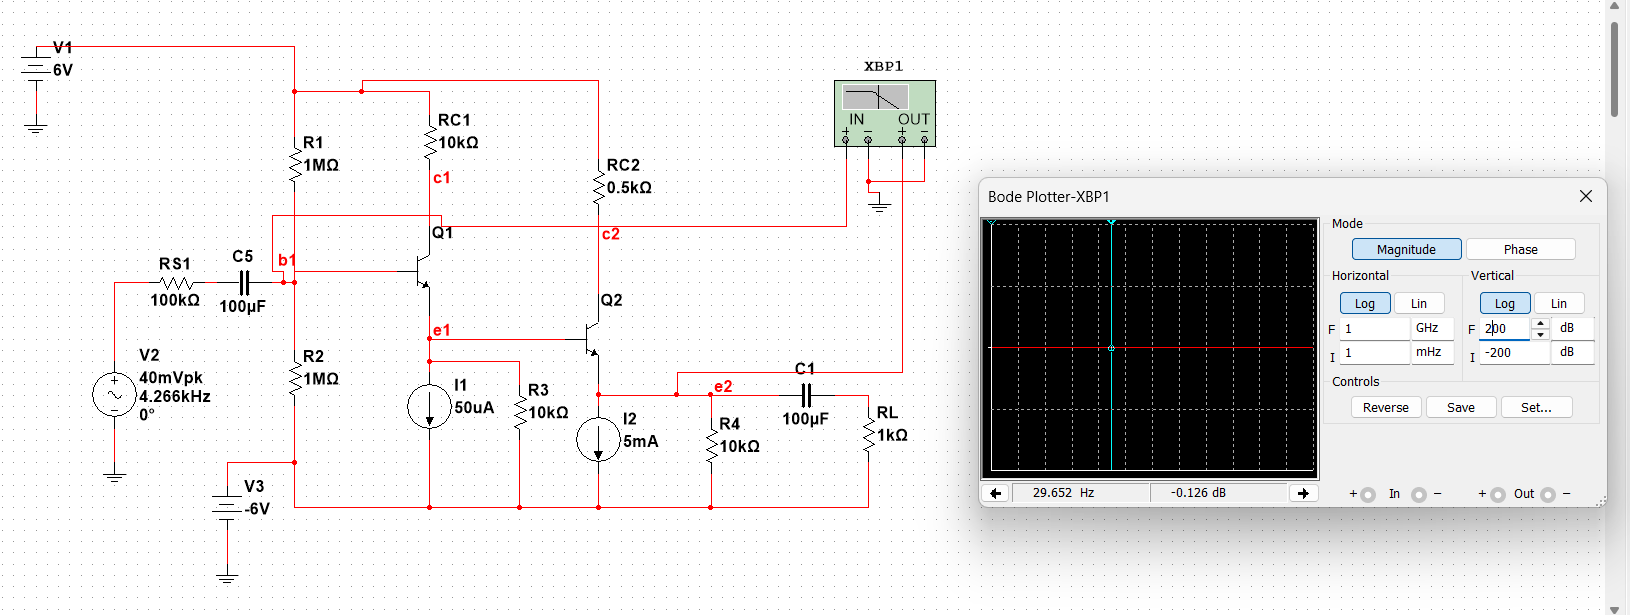 V1
6V
R1
1MΩ
RC1
10kΩ
c1
RC2
0.5kΩ
c2
XBP1
IN
OUT
+
−
+
−
Q1
b1
C5
100µF
RS1
100kΩ
e1
Q2
R2
1MΩ
V2
40mVpk
4.266kHz
0°
I1
50uA
R3
10kΩ
I2
5mA
e2
R4
10kΩ
C1
100µF
RL
1kΩ
V3
-6V
Bode Plotter-XBP1
Mode
Magnitude
Phase
Horizontal
Vertical
Log
Lin
Log
Lin
F 1 GHz
F 200 dB
I 1 mHz
I -200 dB
Controls
Reverse
Save
Set...
29.652 Hz
-0.126 dB
+ In −
+ Out −